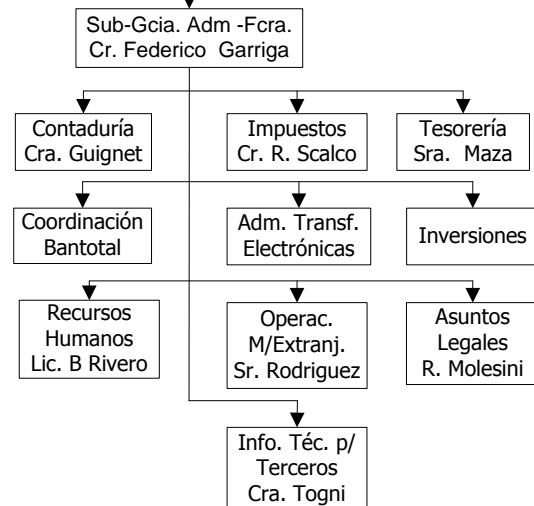 Sub-Gcia. Adm -Fcra.
Cr. Federico Garriga
Contaduría
Cra. Guignet
Impuestos
Cr. R. Scalco
Tesorería
Sra. Maza
Coordinación
Bantotal
Adm. Transf.
Electrónicas
Inversiones
Recursos
Humanos
Lic. B Rivero
Operac.
M/Extranj.
Sr. Rodriguez
Asuntos
Legales
R. Molesini
Info. Téc. p/
Terceros
Cra. Togni